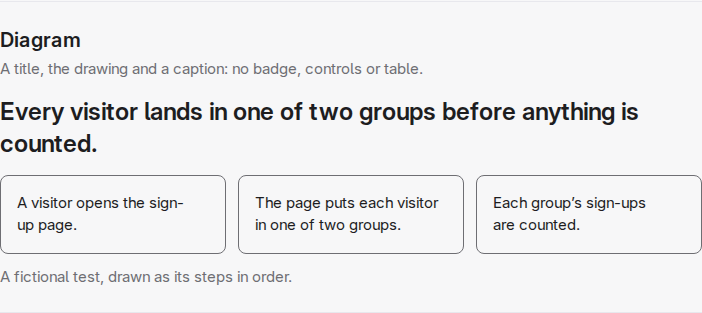 Diagram
A title, the drawing and a caption: no badge, controls or table.
Every visitor lands in one of two groups before anything is
counted.
A visitor opens the sign-
up page.
The page puts each visitor
in one of two groups.
Each group’s sign-ups
are counted.
A fictional test, drawn as its steps in order.